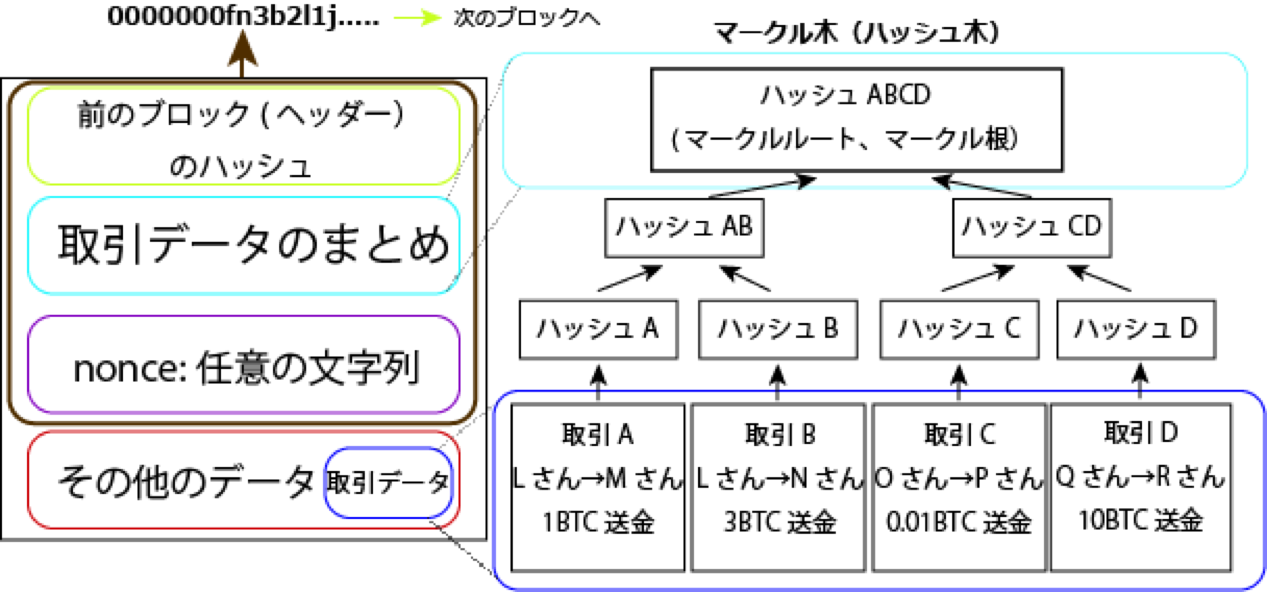 0000000fn3b2l1j.....
次のブロックへ
前のブロック ( ヘッダー）
のハッシュ
取引データのまとめ
nonce: 任意の文字列
その他のデータ
取引データ
マークル木（ハッシュ木）
ハッシュ ABCD
( マークルルート、マークル根）
ハッシュ AB
ハッシュ CD
ハッシュ A
ハッシュ B
ハッシュ C
ハッシュ D
取引 A
L さん→M さん
1BTC 送金
取引 B
L さん→N さん
3BTC 送金
取引 C
O さん→P さん
0.01BTC 送金
取引 D
Q さん→R さん
10BTC 送金